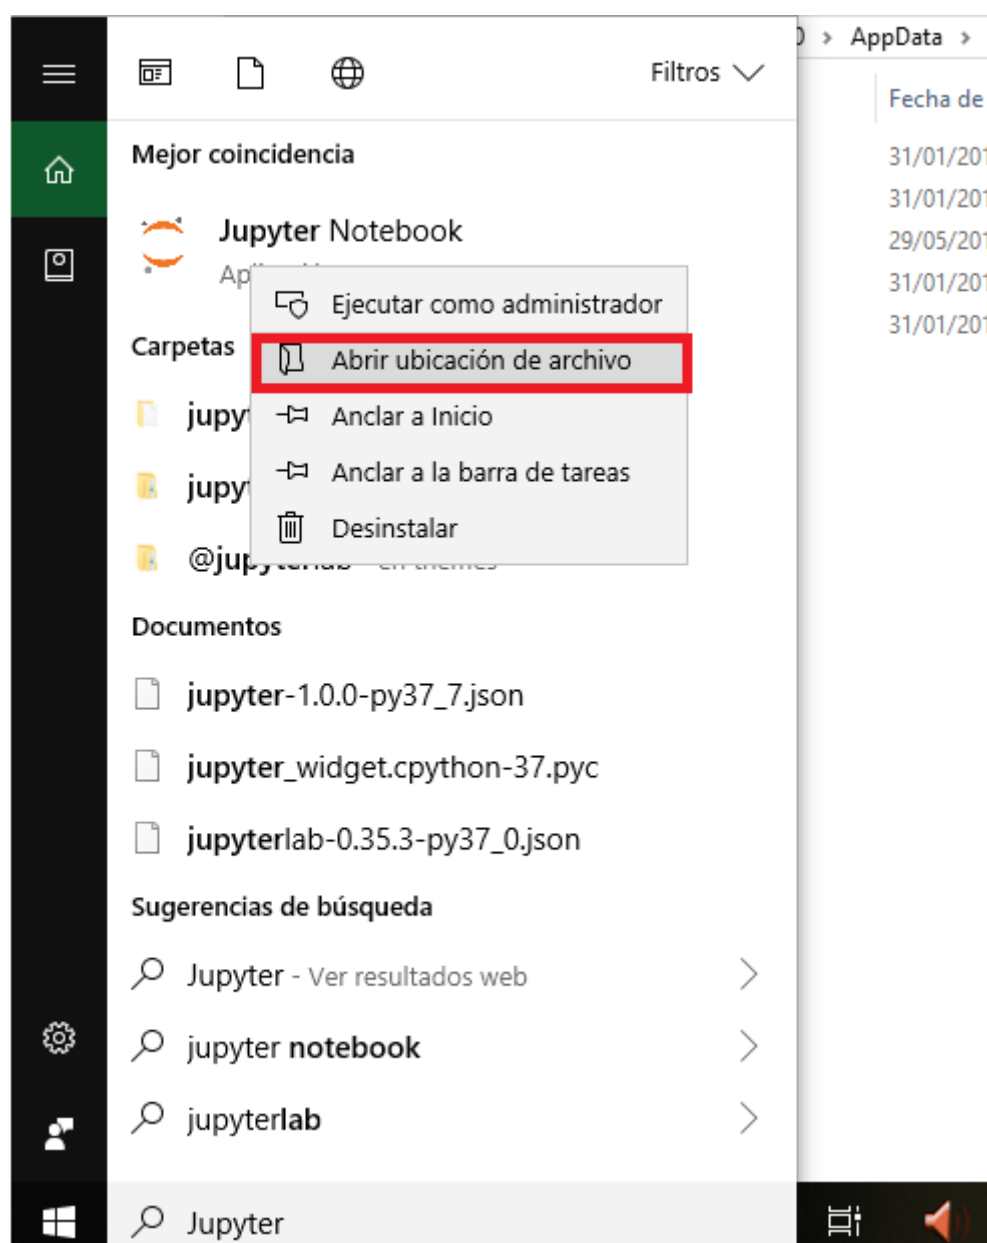 Filtros
AppData
Fecha de
Mejor coincidencia
31/01/201
31/01/201
Jupyter Notebook
29/05/201
31/01/201
Ejecutar como administrador
31/01/201
Carpetas
Abrir ubicación de archivo
Anclar a Inicio
Anclar a la barra de tareas
Desinstalar
Documentos
jupyter-1.0.0-py37_7.json
jupyter_widget.cpython-37.pyc
jupyterlab-0.35.3-py37_0.json
Sugerencias de búsqueda
Jupyter - Ver resultados web
jupyter notebook
jupyterlab
Jupyter